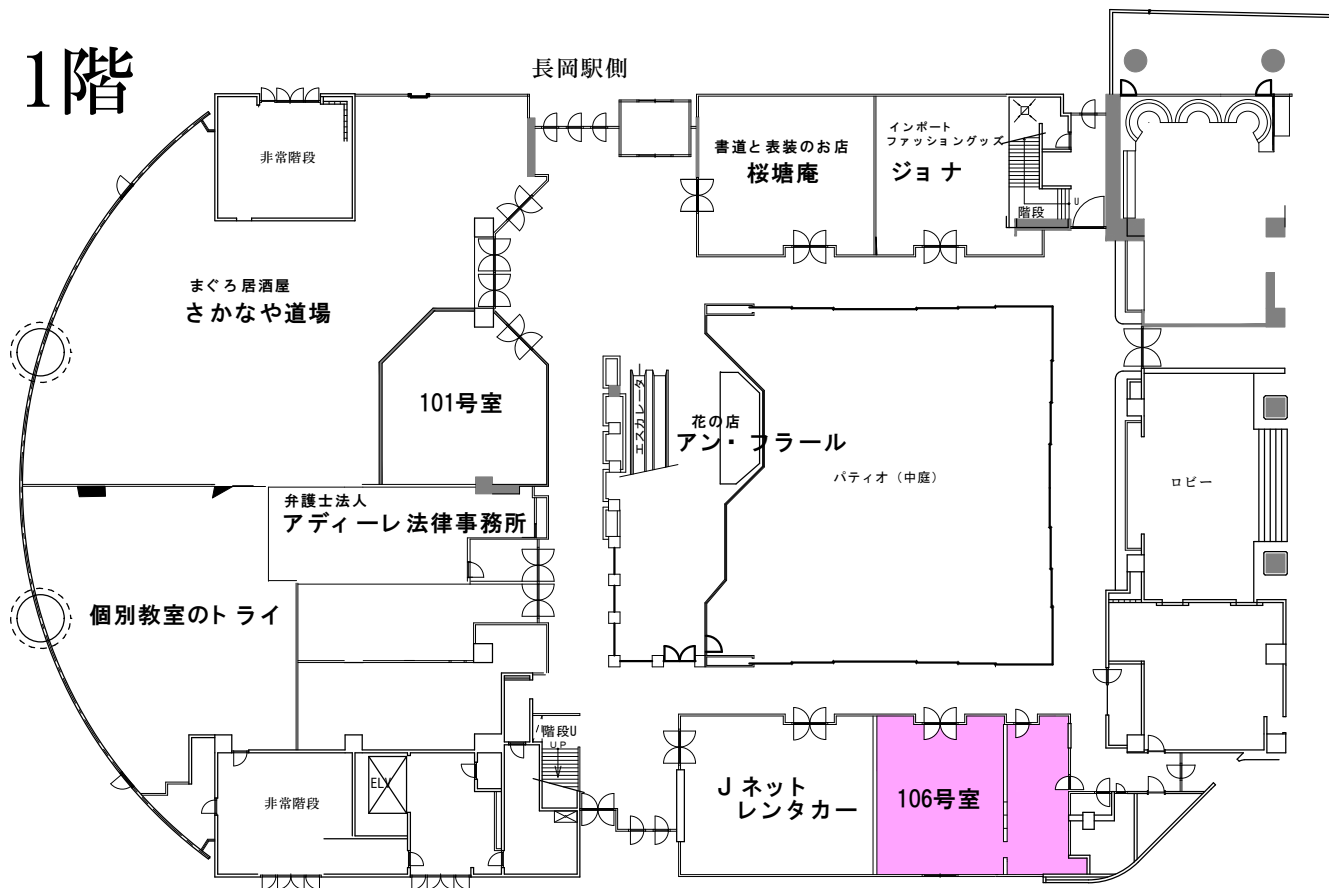 1階
長岡駅側
非常階段
書道と表装のお店
桜塘庵
インポート
ファッショングッズ
ジョナ
階段
U
まぐろ居酒屋
さかなや道場
101号室
エスカレーター
花の店
アン・フラール
パティオ（中庭）
ロビー
弁護士法人
アディーレ法律事務所
個別教室のトライ
階段U
UP
ELV
非常階段
Jネット
レンタカー
106号室